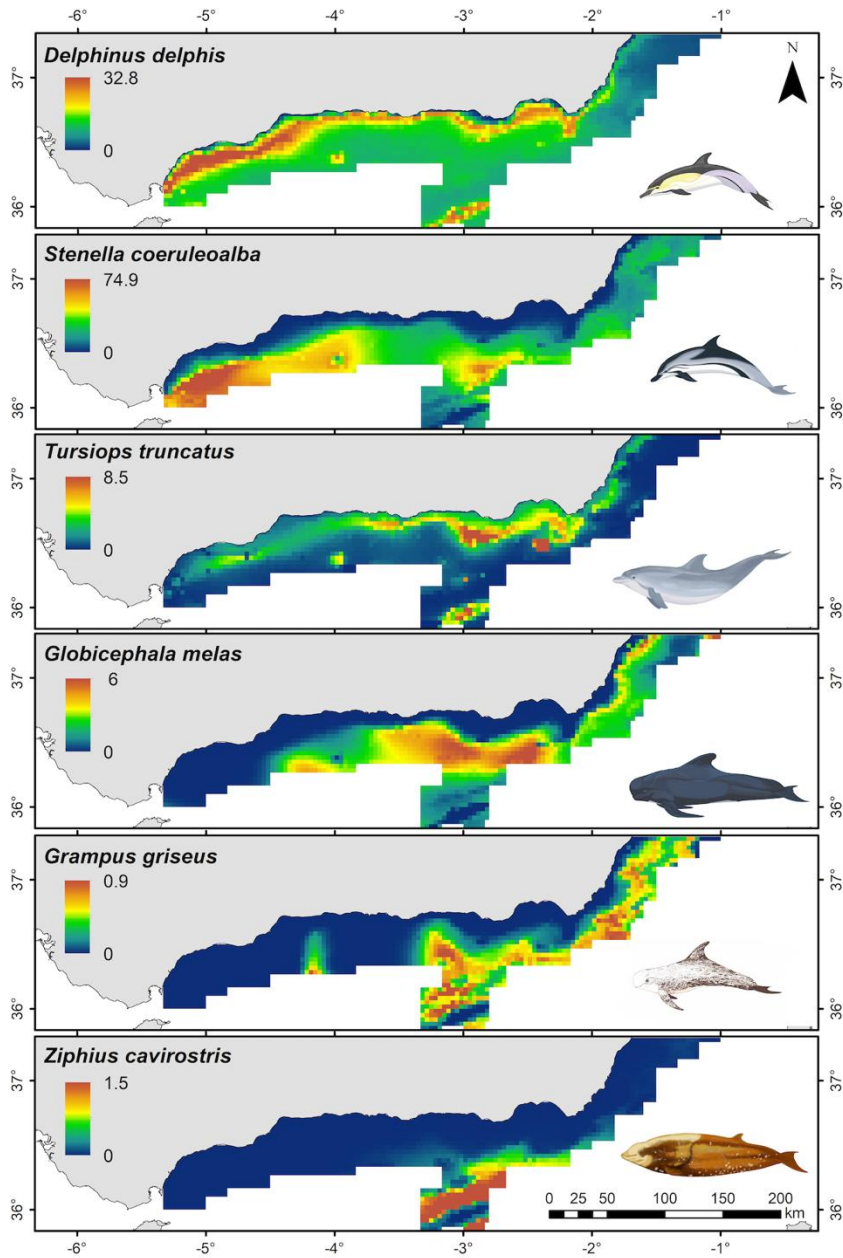 -6° -5° -4° -3° -2° -1°
Delphinus delphis
32.8
0
N
37° 37°
36° 36°
Stenella coeruleoalba
74.9
0
37° 37°
36° 36°
Tursiops truncatus
8.5
0
37° 37°
36° 36°
Globicephala melas
6
0
37° 37°
36° 36°
Grampus griseus
0.9
0
37° 37°
36° 36°
Ziphius cavirostris
1.5
0
37° 37°
36° 36°
0 25 50 100 150 200
km
-6° -5° -4° -3° -2° -1°